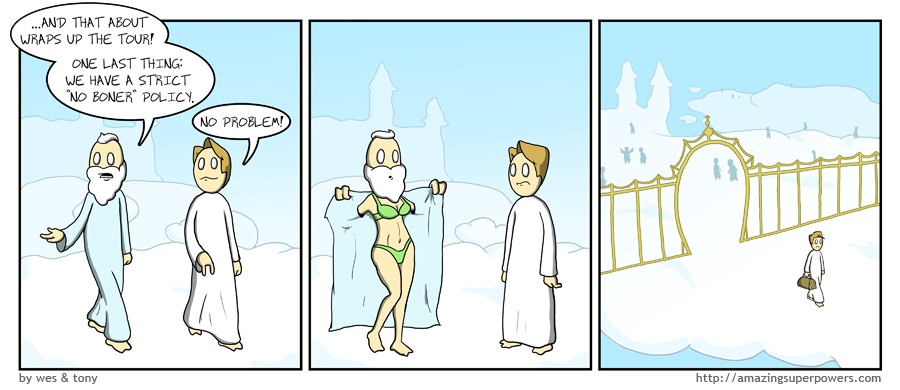 ...AND THAT ABOUT
WRAPS UP THE TOUR!
ONE LAST THING:
WE HAVE A STRICT
"NO BONER" POLICY.
NO PROBLEM!
by wes & tony
http://amazingsuperpowers.com